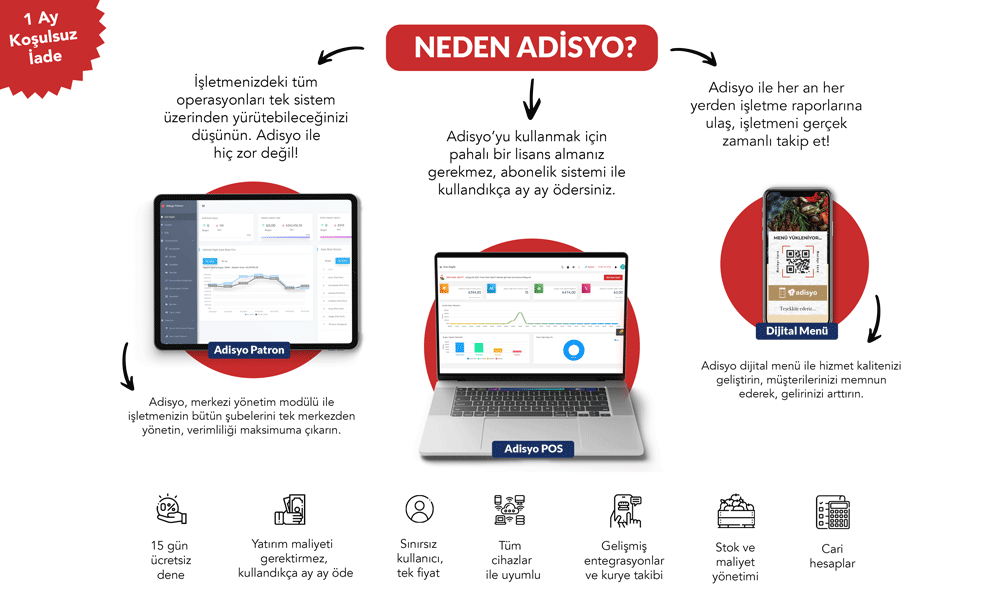 1 Ay
Koşulsuz
İade
NEDEN ADİSYO?
İşletmenizdeki tüm
operasyonları tek sistem
üzerinden yürütebileceğinizi
düşünün. Adisyo ile
hiç zor değil!
Adisyo’yu kullanmak için
pahalı bir lisans almanız
gerekmez, abonelik sistemi ile
kullandıkça ay ay ödersiniz.
Adisyo ile her an her
yerden işletme raporlarına
ulaş, işletmeni gerçek
zamanlı takip et!
Adisyo Patron
Adisyo, merkezi yönetim modülü ile
işletmenizin bütün şubelerini tek merkezden
yönetin, verimliliği maksimuma çıkarın.
Adisyo POS
MENÜ YÜKLENİYOR...
adisyo
Teşekkür ederiz...
Dijital Menü
Adisyo dijital menü ile hizmet kalitenizi
geliştirin, müşterilerinizi memnun
ederek, gelirinizi arttırın.
0%
15 gün
ücretsiz
dene
Yatırım maliyeti
gerektirmez,
kullandıkça ay ay öde
Sınırsız
kullanıcı,
tek fiyat
Tüm
cihazlar
ile uyumlu
Gelişmiş
entegrasyonlar
ve kurye takibi
Stok ve
maliyet
yönetimi
Cari
hesaplar